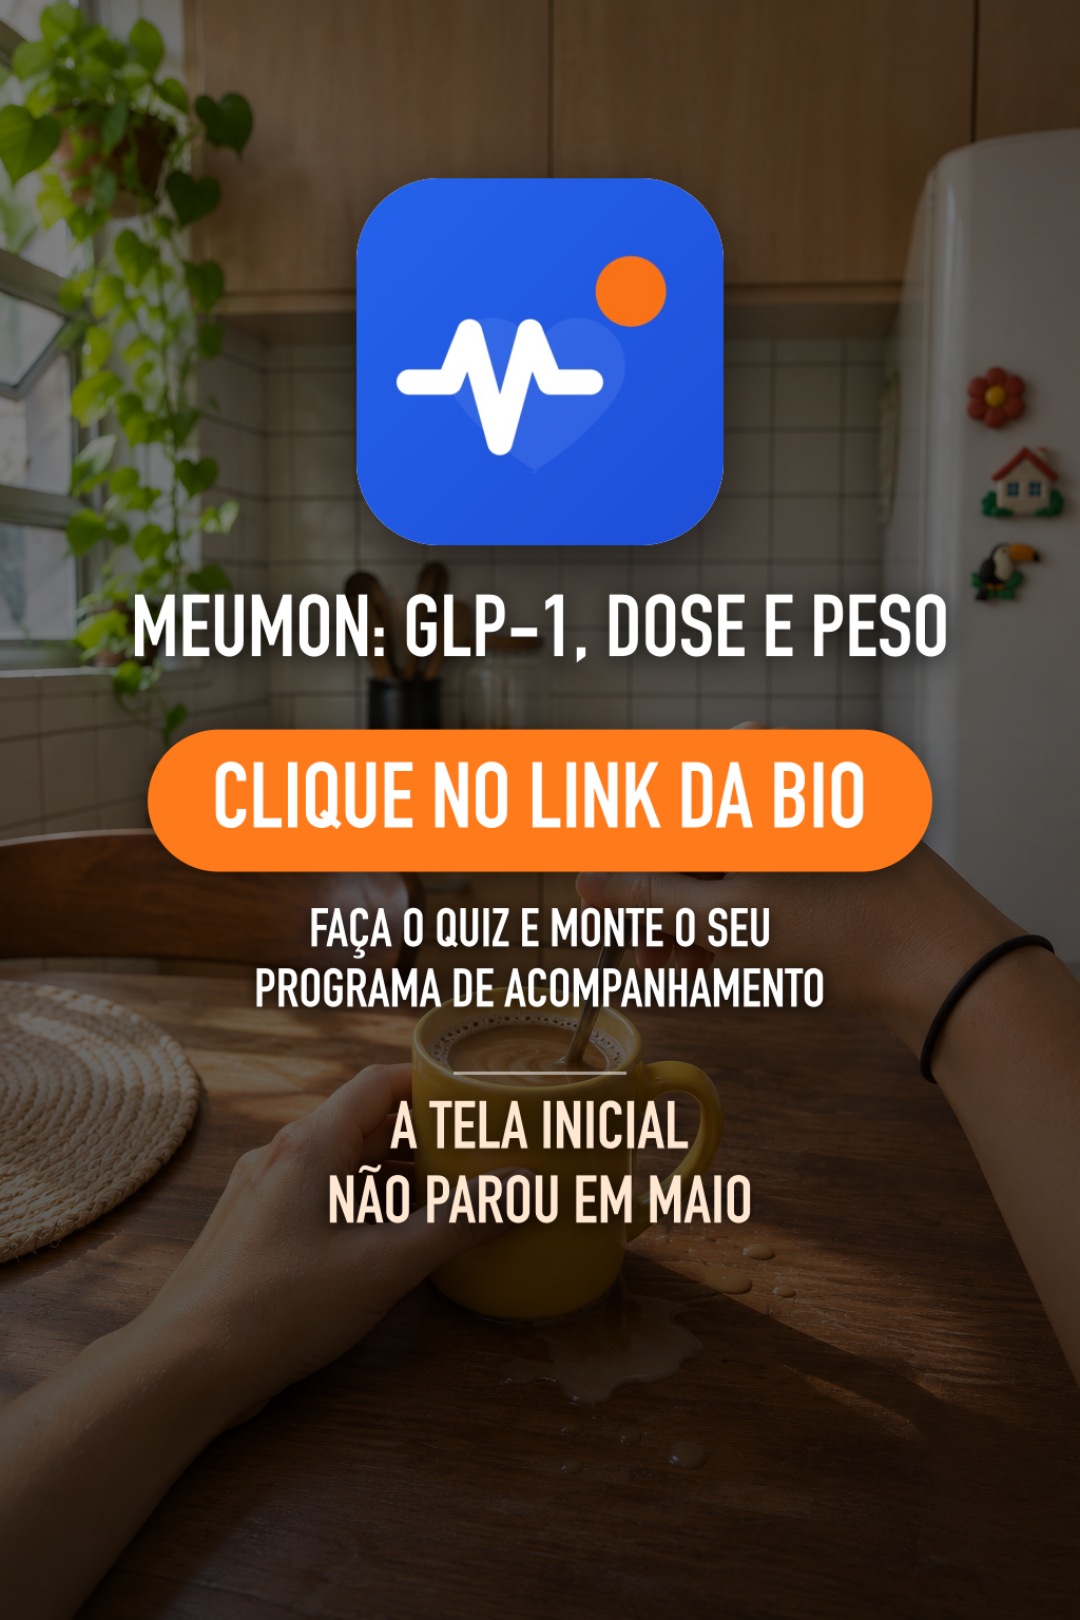 MEUMON: GLP-1, DOSE E PESO
CLIQUE NO LINK DA BIO
FAÇA O QUIZ E MONTE O SEU
PROGRAMA DE ACOMPANHAMENTO
A TELA INICIAL
NÃO PAROU EM MAIO